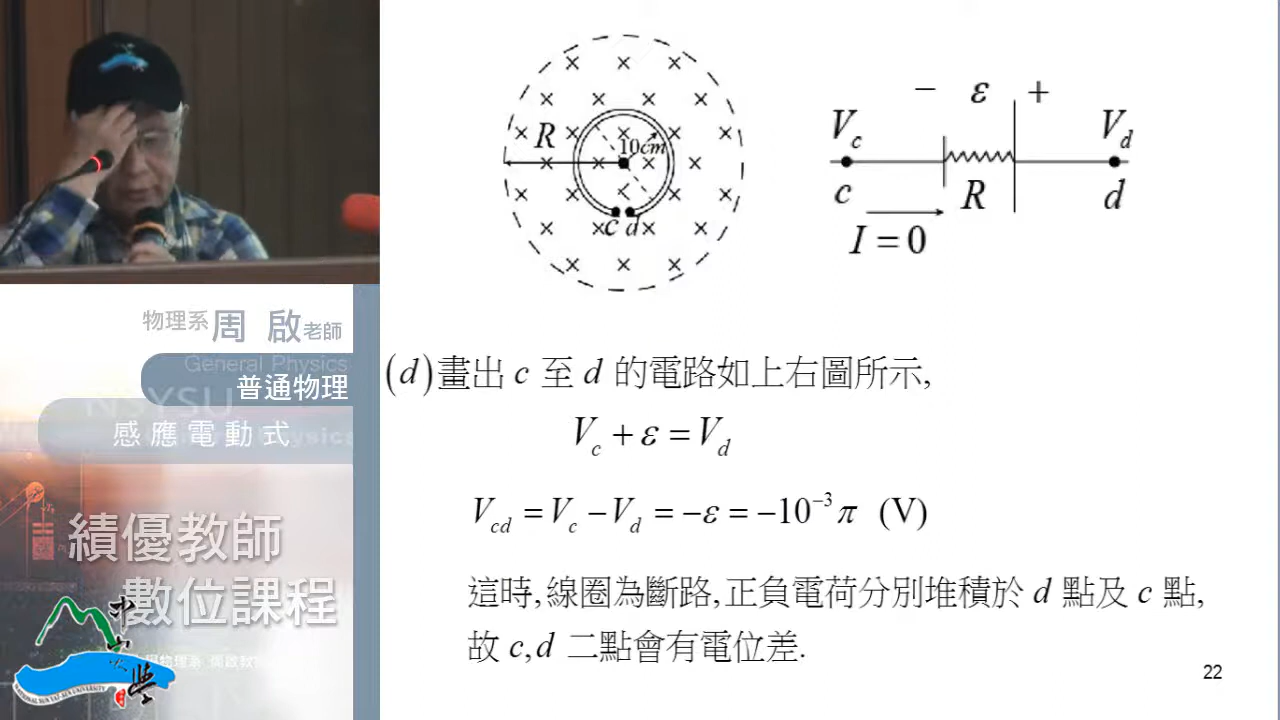 R
10cm
c d
− ε +
V_c
V_d
c
R
d
I = 0
物理系 周 啟 老師
General Physics
普通物理
NSYSU
感應電動式
績優教師
數位課程
(d) 畫出 c 至 d 的電路如上右圖所示,
V_c + ε = V_d
V_cd = V_c − V_d = −ε = −10⁻³π (V)
這時, 線圈為斷路, 正負電荷分別堆積於 d 點及 c 點,
故 c, d 二點會有電位差.
22